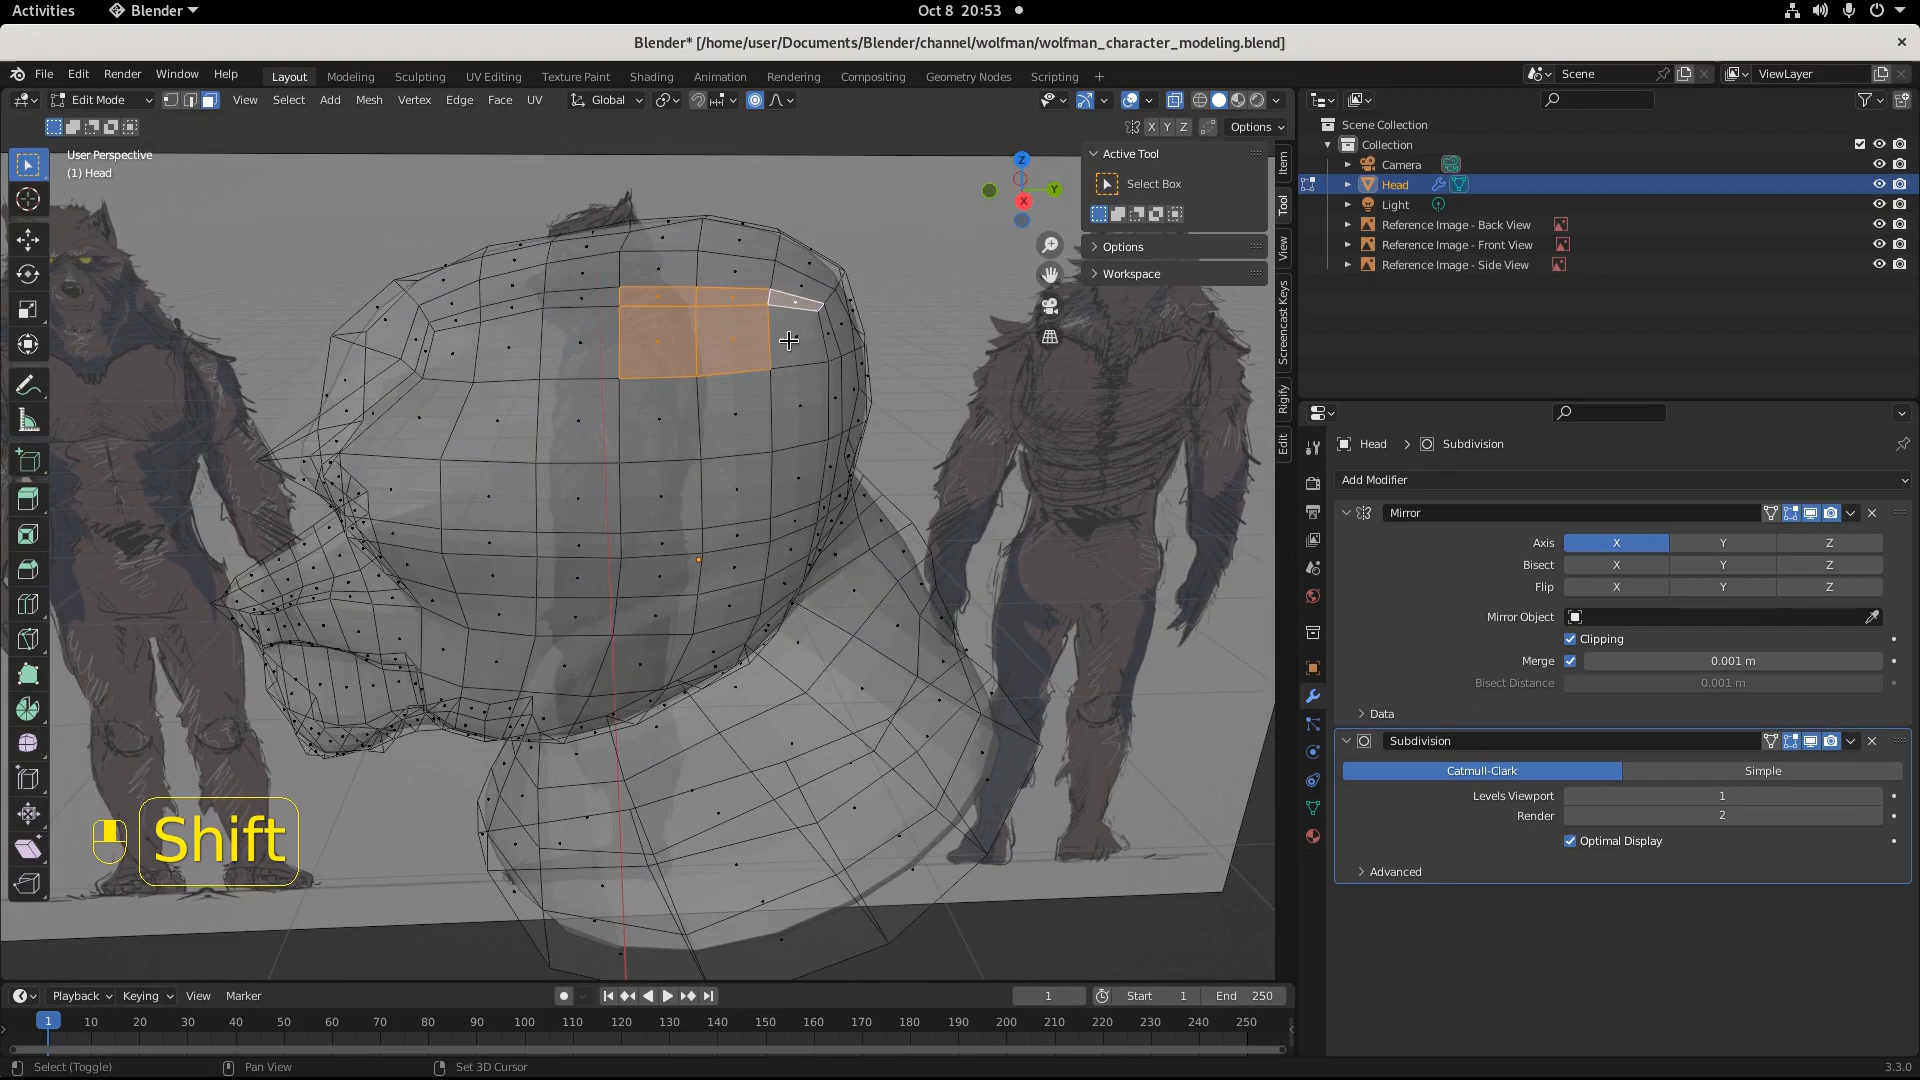 Activities
Blender
Oct 8 20:53
Blender* [/home/user/Documents/Blender/channel/wolfman/wolfman_character_modeling.blend]
File Edit Render Window Help
Layout Modeling Sculpting UV Editing Texture Paint Shading Animation Rendering Compositing Geometry Nodes Scripting
Scene
ViewLayer
Edit Mode
View Select Add Mesh Vertex Edge Face UV
Global
X Y Z
Options
User Perspective
(1) Head
Z
Y
X
Active Tool
Select Box
Options
Workspace
Item
Tool
View
Screencast Keys
Rigify
Edit
Shift
Scene Collection
Collection
Camera
Head
Light
Reference Image - Back View
Reference Image - Front View
Reference Image - Side View
Head
Subdivision
Add Modifier
Mirror
Axis X Y Z
Bisect X Y Z
Flip X Y Z
Mirror Object
Clipping
Merge 0.001 m
Bisect Distance 0.001 m
Data
Subdivision
Catmull-Clark Simple
Levels Viewport 1
Render 2
Optimal Display
Advanced
Playback Keying View Marker
1
Start 1
End 250
1 10 20 30 40 50 60 70 80 90 100 110 120 130 140 150 160 170 180 190 200 210 220 230 240 250
Select (Toggle)
Pan View
Set 3D Cursor
3.3.0